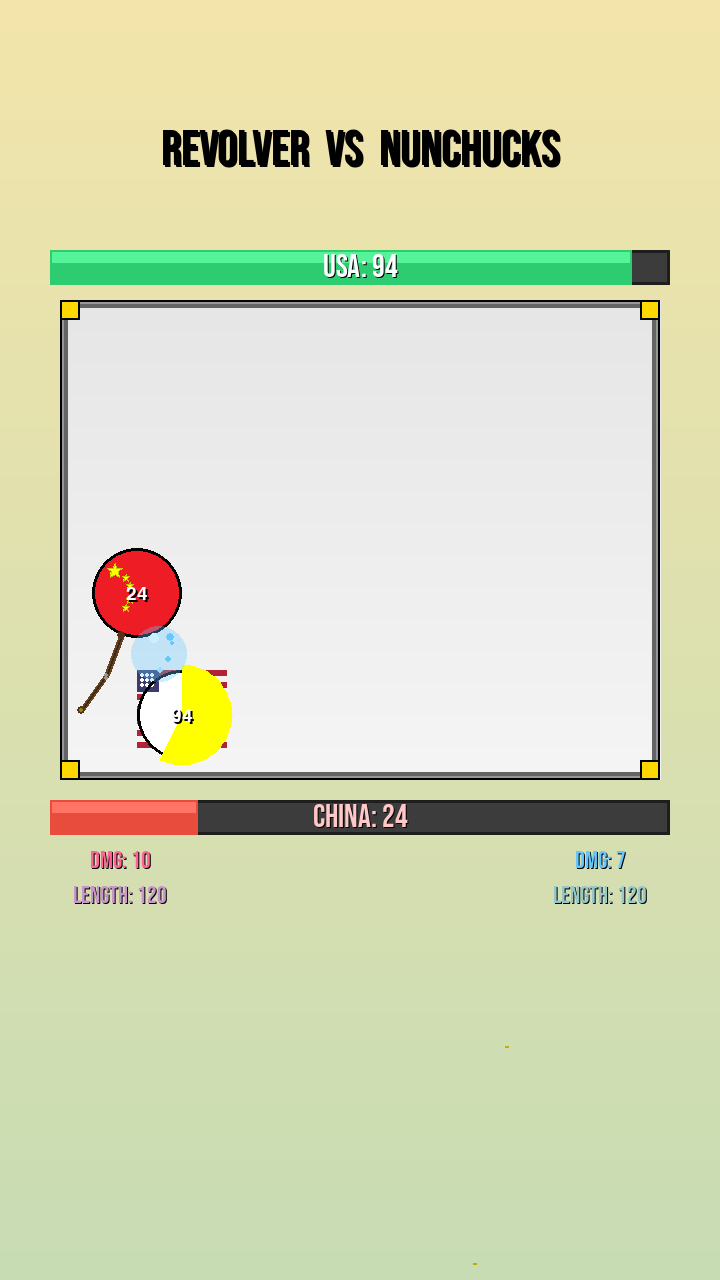 REVOLVER VS NUNCHUCKS
USA: 94
24
94
CHINA: 24
DMG: 10
DMG: 7
LENGTH: 120
LENGTH: 120